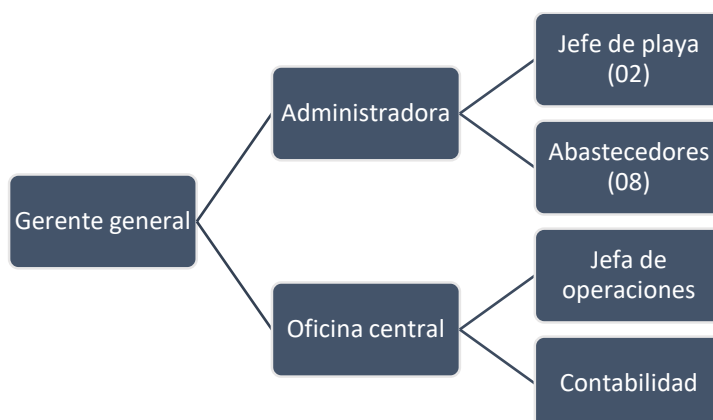 Gerente general
Administradora
Jefe de playa
(02)
Abastecedores
(08)
Oficina central
Jefa de
operaciones
Contabilidad